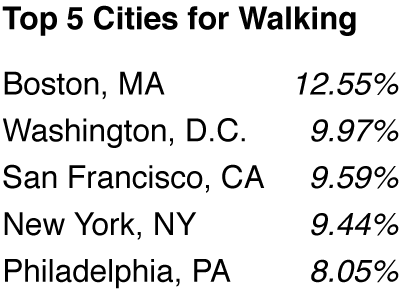 Top 5 Cities for Walking
Boston, MA 12.55%
Washington, D.C. 9.97%
San Francisco, CA 9.59%
New York, NY 9.44%
Philadelphia, PA 8.05%